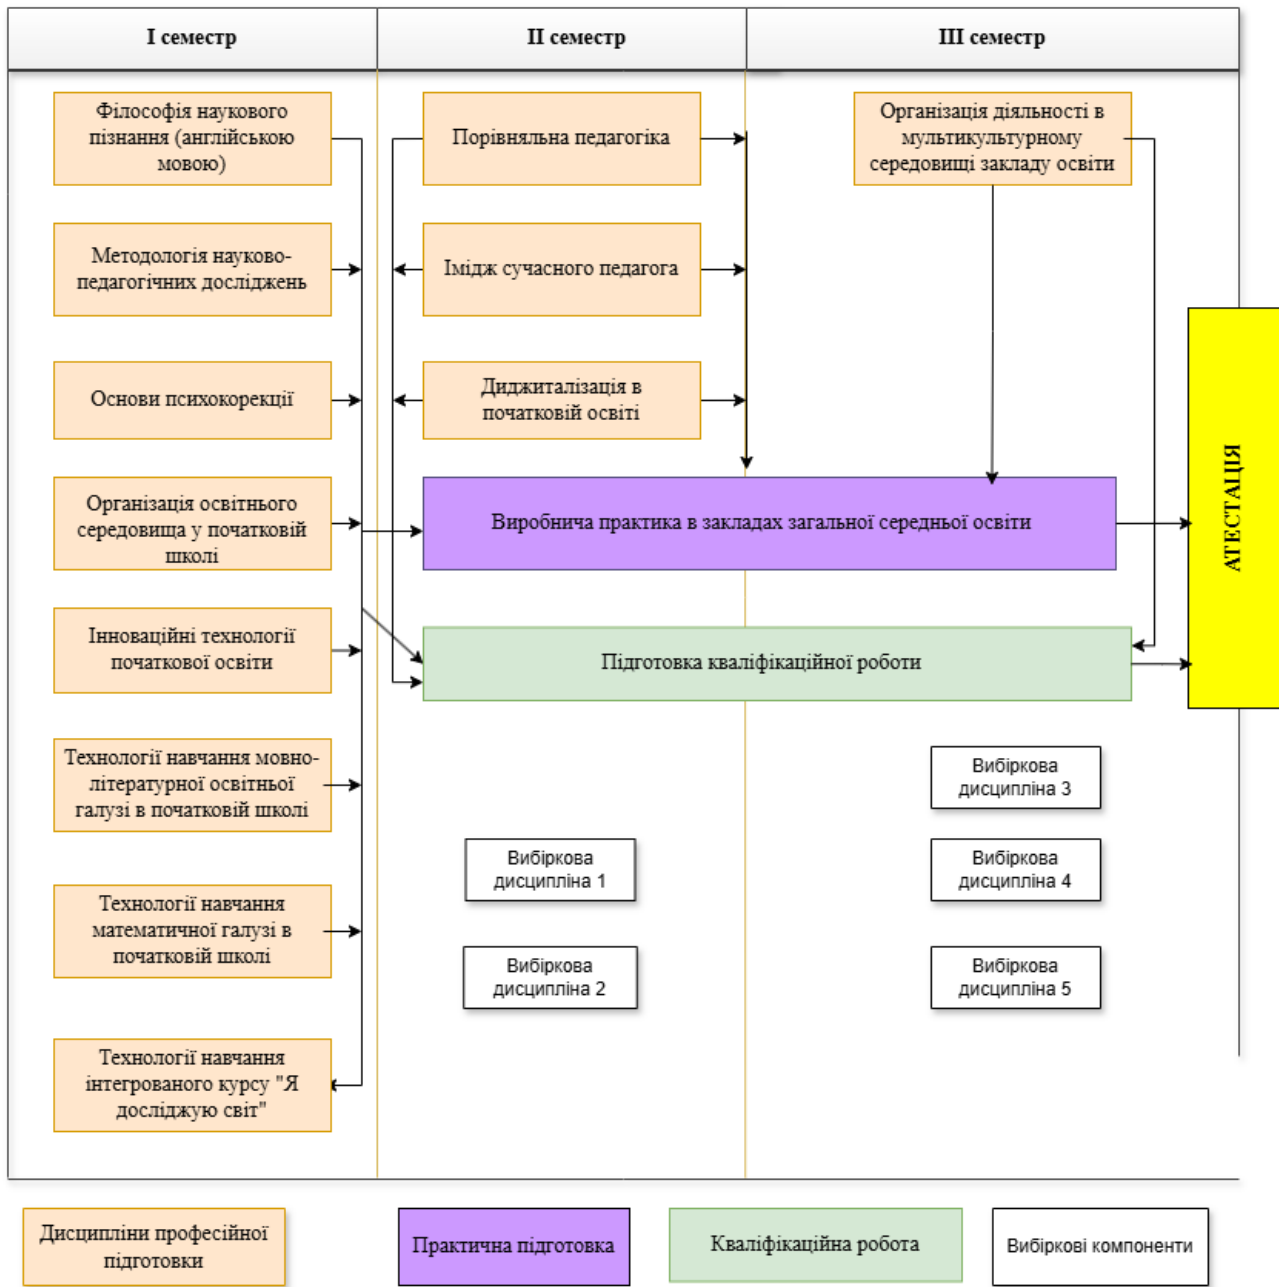 І семестр
ІІ семестр
ІІІ семестр
Філософія наукового
пізнання (англійською
мовою)
Методологія науково-
педагогічних досліджень
Основи психокорекції
Організація освітнього
середовища у початковій
школі
Інноваційні технології
початкової освіти
Технології навчання мовно-
літературної освітньої
галузі в початковій школі
Технології навчання
математичної галузі в
початковій школі
Технології навчання
інтегрованого курсу "Я
досліджую світ"
Порівняльна педагогіка
Імідж сучасного педагога
Диджиталізація в
початковій освіті
Організація діяльності в
мультикультурному
середовищі закладу освіти
Виробнича практика в закладах загальної середньої освіти
Підготовка кваліфікаційної роботи
Вибіркова
дисципліна 1
Вибіркова
дисципліна 2
Вибіркова
дисципліна 3
Вибіркова
дисципліна 4
Вибіркова
дисципліна 5
АТЕСТАЦІЯ
Дисципліни професійної
підготовки
Практична підготовка
Кваліфікаційна робота
Вибіркові компоненти